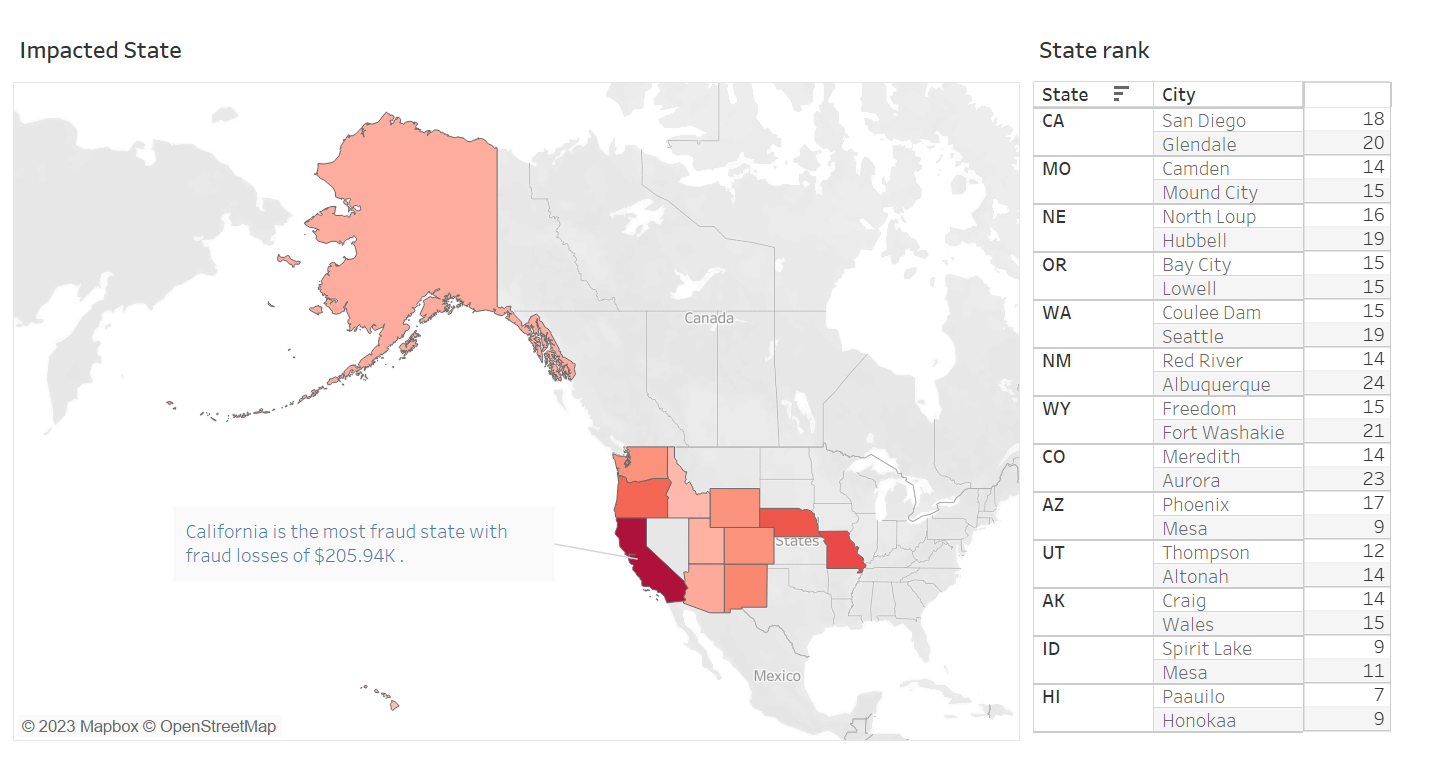 Impacted State
State rank
Canada
States
Mexico
California is the most fraud state with
fraud losses of $205.94K .
© 2023 Mapbox © OpenStreetMap
State City
CA San Diego 18
Glendale 20
MO Camden 14
Mound City 15
NE North Loup 16
Hubbell 19
OR Bay City 15
Lowell 15
WA Coulee Dam 15
Seattle 19
NM Red River 14
Albuquerque 24
WY Freedom 15
Fort Washakie 21
CO Meredith 14
Aurora 23
AZ Phoenix 17
Mesa 9
UT Thompson 12
Altonah 14
AK Craig 14
Wales 15
ID Spirit Lake 9
Mesa 11
HI Paauilo 7
Honokaa 9